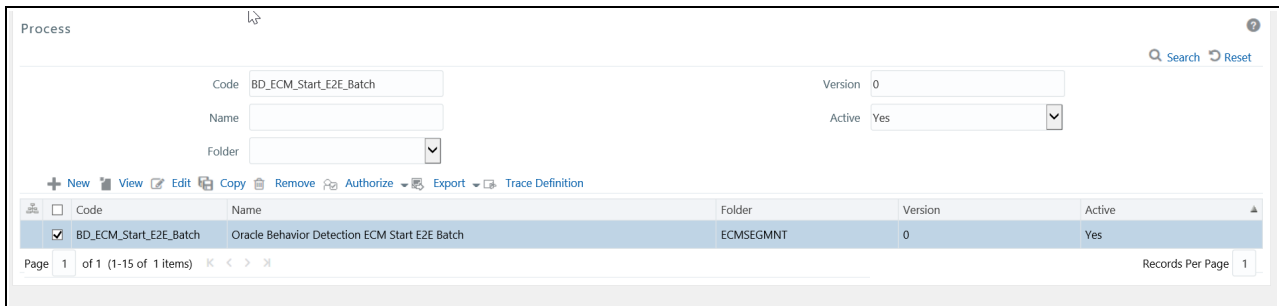 Process
Search Reset
Code BD_ECM_Start_E2E_Batch Version 0
Name Active Yes
Folder
New View Edit Copy Remove Authorize Export Trace Definition
Code Name Folder Version Active
BD_ECM_Start_E2E_Batch Oracle Behavior Detection ECM Start E2E Batch ECMSEGMNT 0 Yes
Page 1 of 1 (1-15 of 1 items) Records Per Page 1